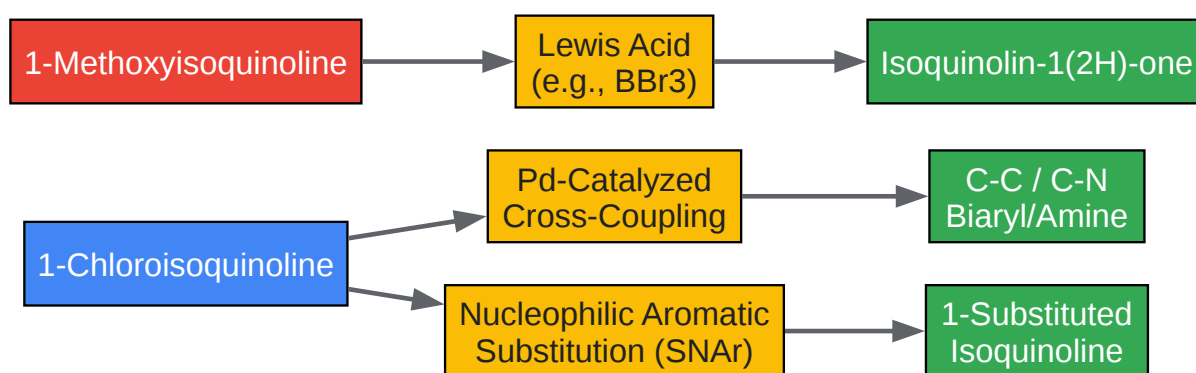 1-Methoxyisoquinoline
Lewis Acid
(e.g., BBr3)
Isoquinolin-1(2H)-one
Pd-Catalyzed
Cross-Coupling
C-C / C-N
Biaryl/Amine
1-Chloroisoquinoline
Nucleophilic Aromatic
Substitution (SNAr)
1-Substituted
Isoquinoline